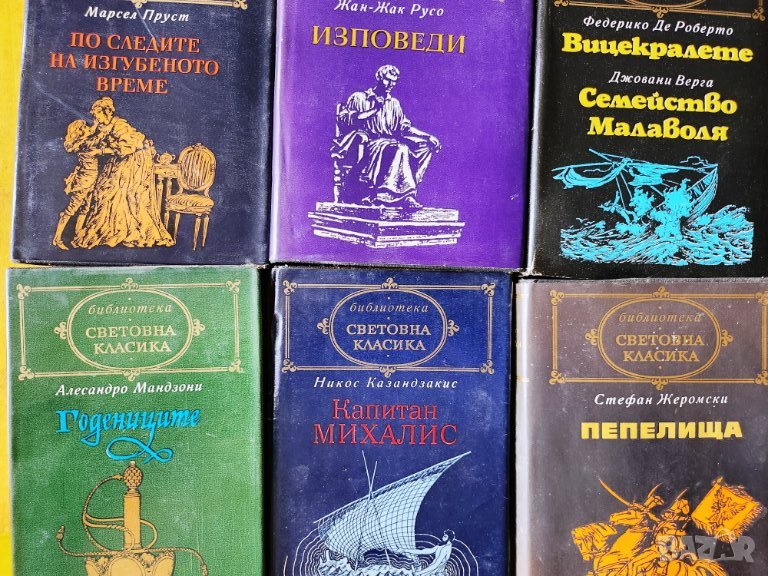 Марсел Пруст
ПО СЛЕДИТЕ
НА ИЗГУБЕНОТО
ВРЕМЕ
Жан-Жак Русо
ИЗПОВЕДИ
Федерико Де Роберто
Вицекралете
Джовани Верга
Семейство
Малаволя
библиотека
СВЕТОВНА
КЛАСИКА
Алесандро Мандзони
Годениците
библиотека
СВЕТОВНА
КЛАСИКА
Никос Казандзакис
Капитан
МИХАЛИС
библиотека
СВЕТОВНА
КЛАСИКА
Стефан Жеромски
ПЕПЕЛИЩА
BAZAR